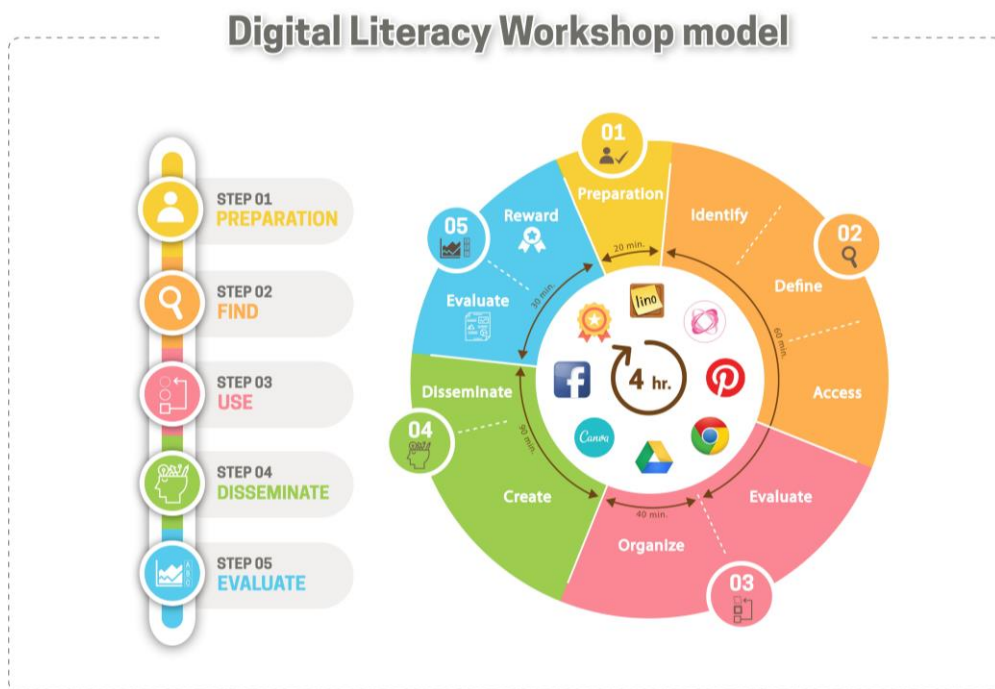 Digital Literacy Workshop model
STEP 01
PREPARATION
STEP 02
FIND
STEP 03
USE
STEP 04
DISSEMINATE
STEP 05
EVALUATE
A
B
C
01
Preparation
20 min.
Identify
02
Define
60 min.
Access
Evaluate
03
Organize
40 min.
Create
04
Disseminate
90 min.
Evaluate
05
Reward
30 min.
lino
Canva
4 hr.